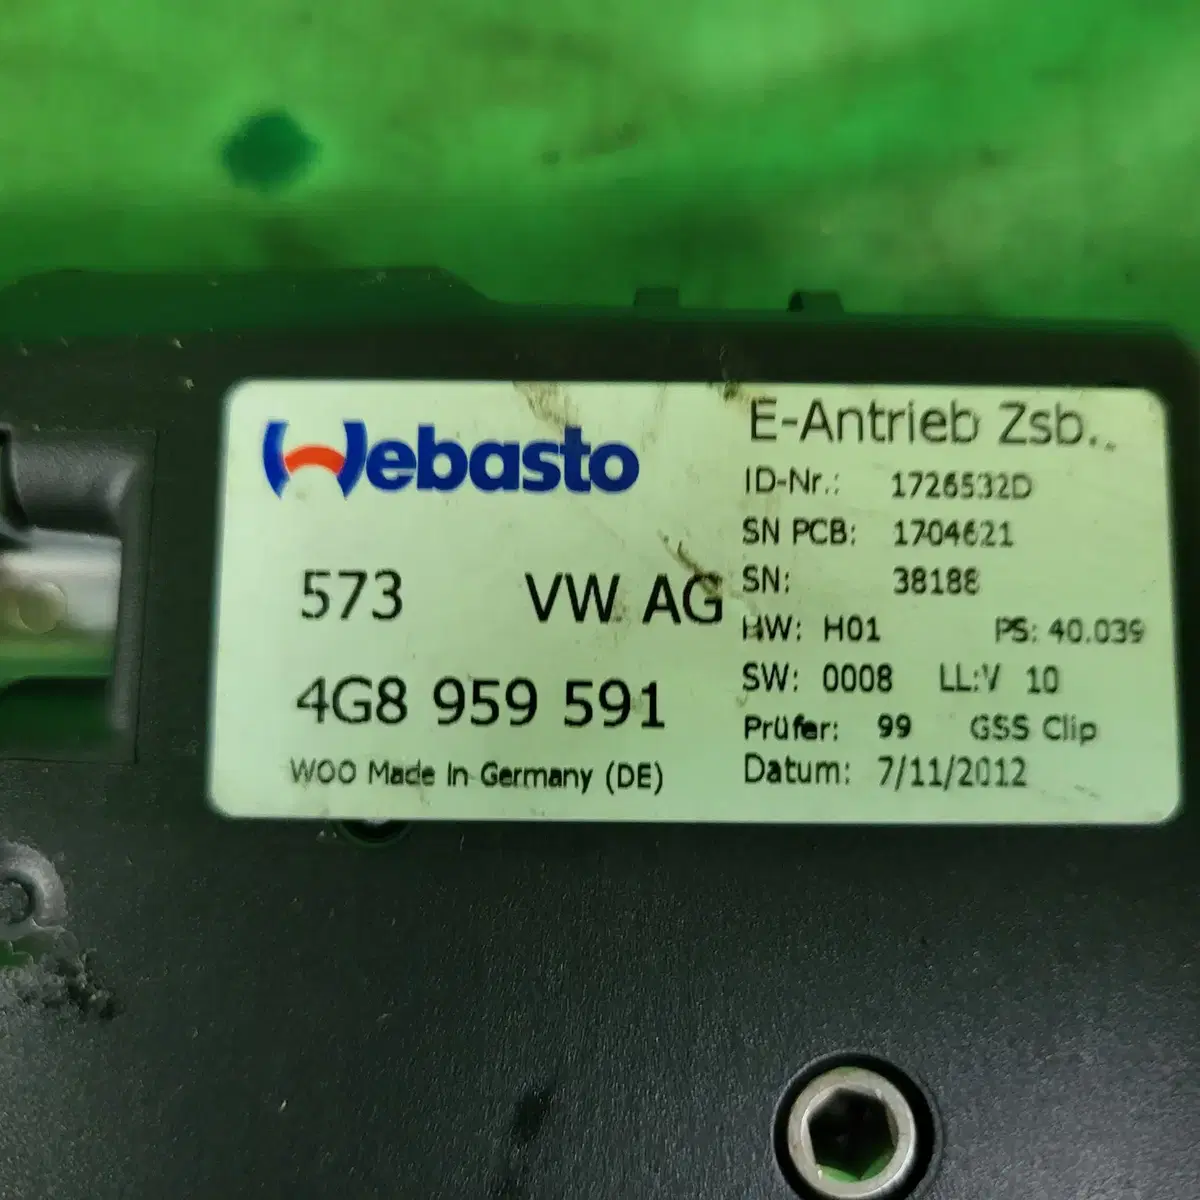 Webasto
573 VW AG
4G8 959 591
WOO Made In Germany (DE)
E-Antrieb Zsb..
ID-Nr.: 1726532D
SN PCB: 1704621
SN: 38188
HW: H01 PS: 40.039
SW: 0008 LL:V 10
Prüfer: 99 GSS Clip
Datum: 7/11/2012